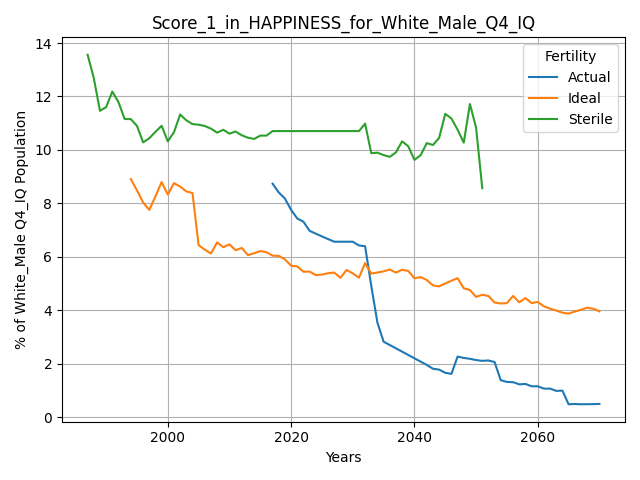 Score_1_in_HAPPINESS_for_White_Male_Q4_IQ
% of White_Male Q4_IQ Population
14
12
10
8
6
4
2
0
Fertility
Actual
Ideal
Sterile
2000
2020
2040
2060
Years